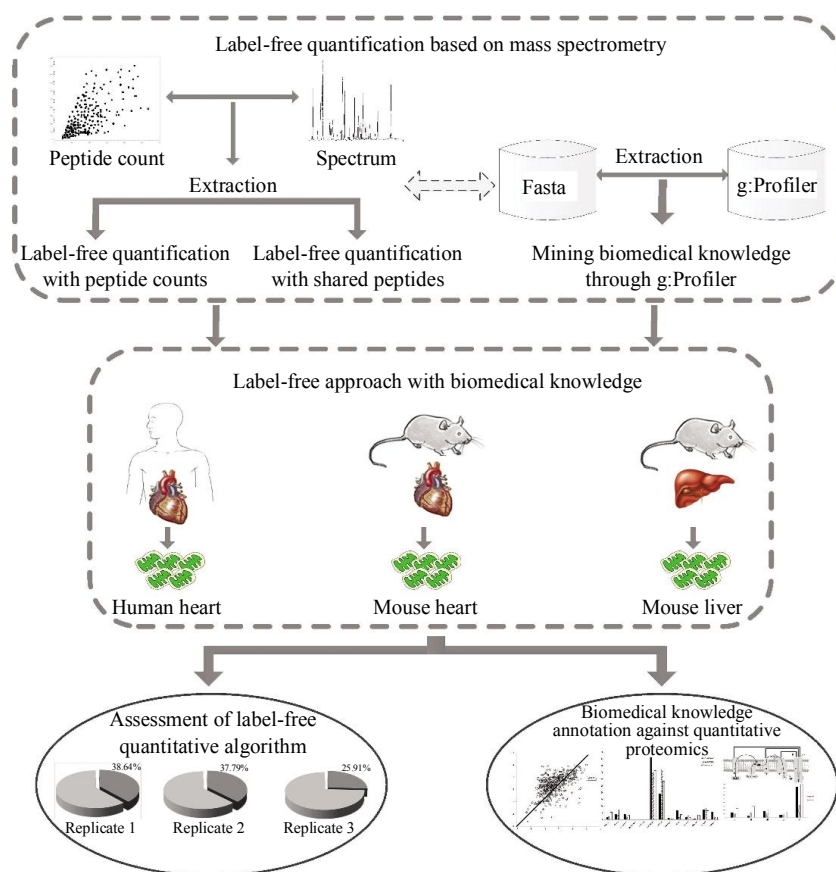 Label-free quantification based on mass spectrometry
Peptide count
Spectrum
Extraction
Fasta
Extraction
g:Profiler
Label-free quantification
with peptide counts
Label-free quantification
with shared peptides
Mining biomedical knowledge
through g:Profiler
Label-free approach with biomedical knowledge
Human heart
Mouse heart
Mouse liver
Assessment of label-free
quantitative algorithm
38.64%
37.79%
25.91%
Replicate 1
Replicate 2
Replicate 3
Biomedical knowledge
annotation against quantitative
proteomics